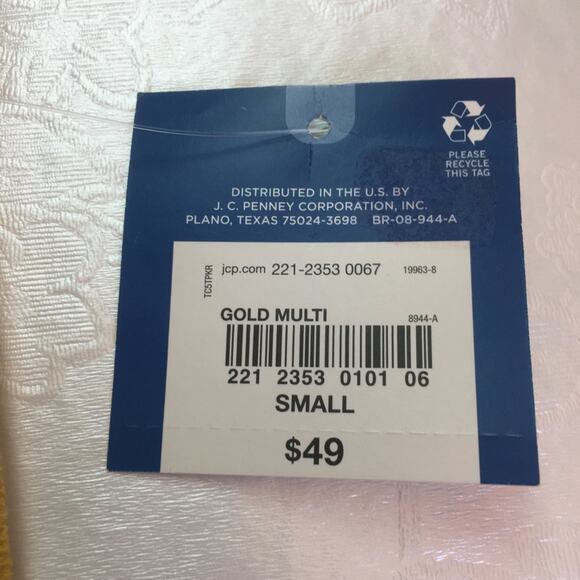 PLEASE
RECYCLE
THIS TAG
DISTRIBUTED IN THE U.S. BY
J. C. PENNEY CORPORATION, INC.
PLANO, TEXAS 75024-3698 BR-08-944-A
TC5TPKR
jcp.com 221-2353 0067 19963-8
GOLD MULTI 8944-A
221 2353 0101 06
SMALL
$49